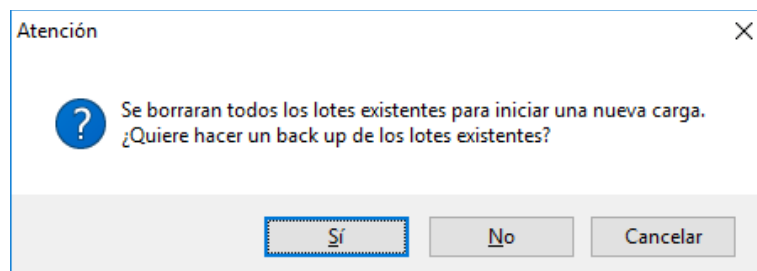 Atención
Se borraran todos los lotes existentes para iniciar una nueva carga.
¿Quiere hacer un back up de los lotes existentes?
Sí No Cancelar